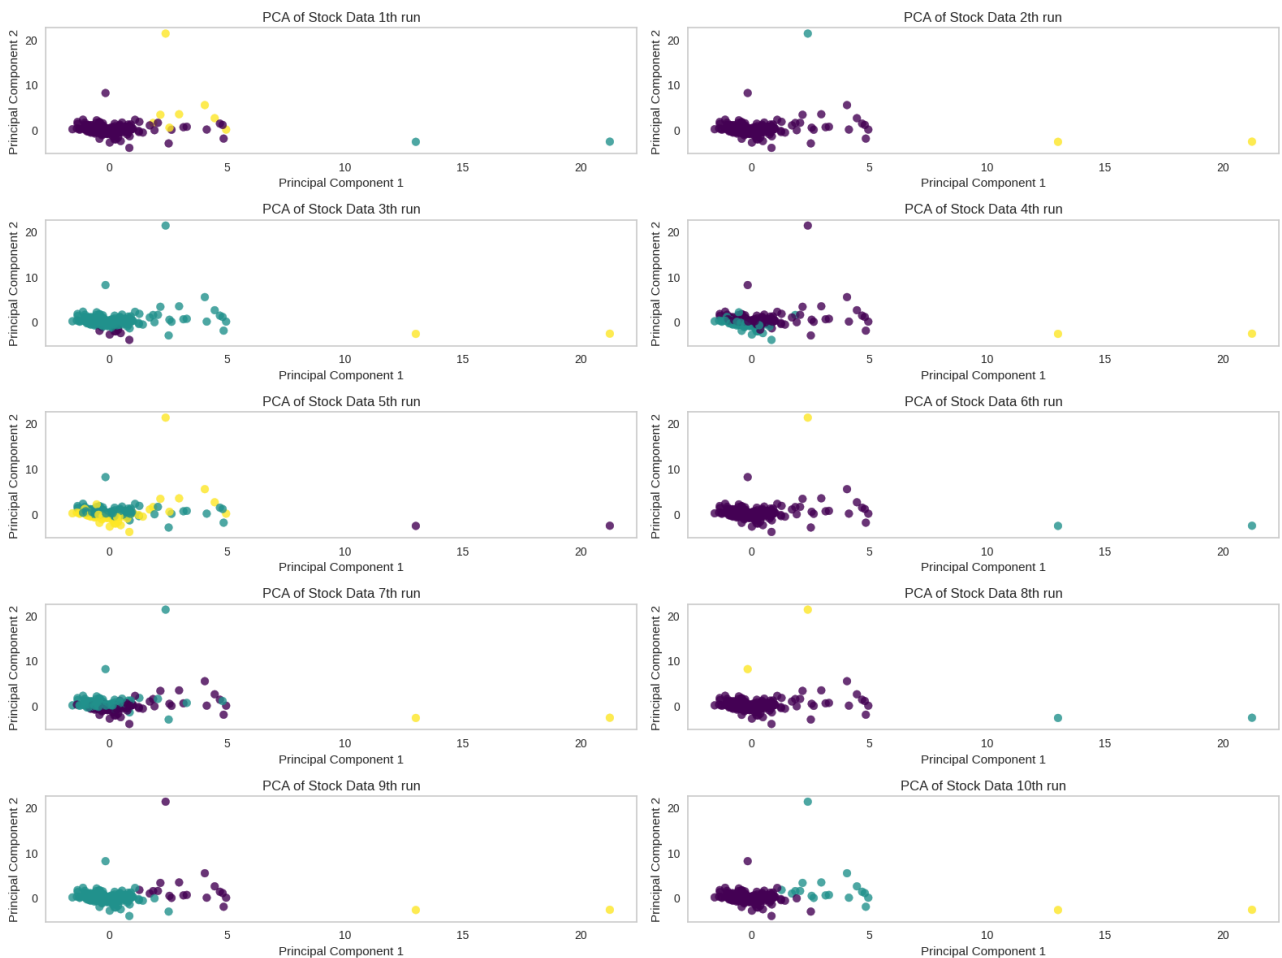 PCA of Stock Data 1th run
Principal Component 2
20
10
0
0
5
10
15
20
Principal Component 1
PCA of Stock Data 2th run
Principal Component 2
20
10
0
0
5
10
15
20
Principal Component 1
PCA of Stock Data 3th run
Principal Component 2
20
10
0
0
5
10
15
20
Principal Component 1
PCA of Stock Data 4th run
Principal Component 2
20
10
0
0
5
10
15
20
Principal Component 1
PCA of Stock Data 5th run
Principal Component 2
20
10
0
0
5
10
15
20
Principal Component 1
PCA of Stock Data 6th run
Principal Component 2
20
10
0
0
5
10
15
20
Principal Component 1
PCA of Stock Data 7th run
Principal Component 2
20
10
0
0
5
10
15
20
Principal Component 1
PCA of Stock Data 8th run
Principal Component 2
20
10
0
0
5
10
15
20
Principal Component 1
PCA of Stock Data 9th run
Principal Component 2
20
10
0
0
5
10
15
20
Principal Component 1
PCA of Stock Data 10th run
Principal Component 2
20
10
0
0
5
10
15
20
Principal Component 1